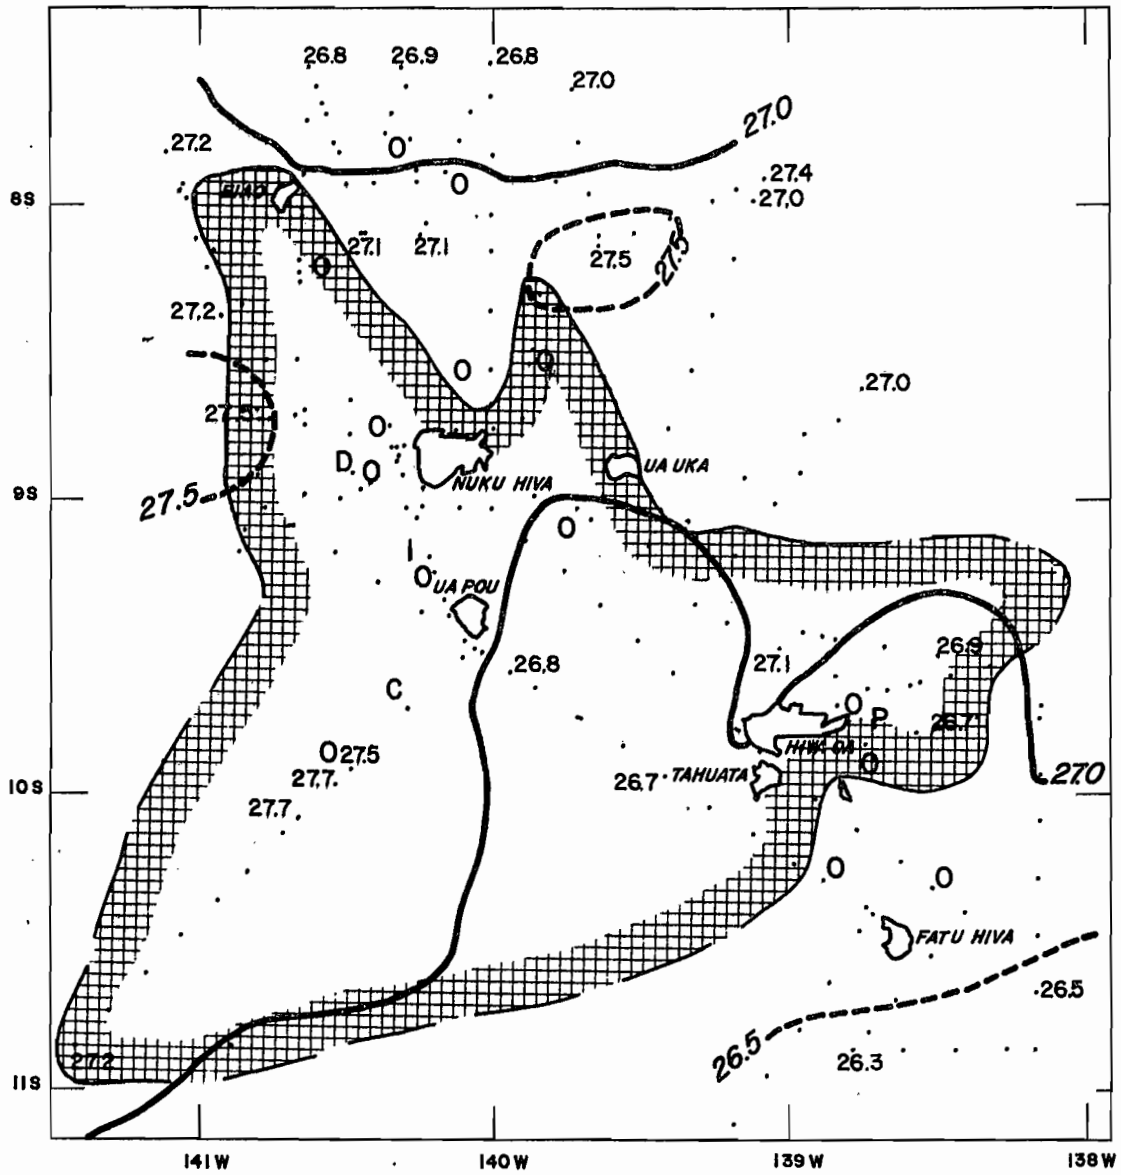 26.8 26.9 26.8
27.0
27.0
27.2
O
27.4
O
27.0
8S
EIAO
27.1 27.1
27.5
27.5
O
27.2
O
O
27.0
27.5
O
D O
UA UKA
NUKU HIVA
9S
27.5
O
I
O
UA POU
26.9
26.8
27.1
C
O P
26.7
HIVA OA
O 27.5
O
27.7
26.7 TAHUATA
27.0
10S
27.7
O
O
FATU HIVA
26.5
26.5
27.2
26.3
11S
141W 140W 139W 138W